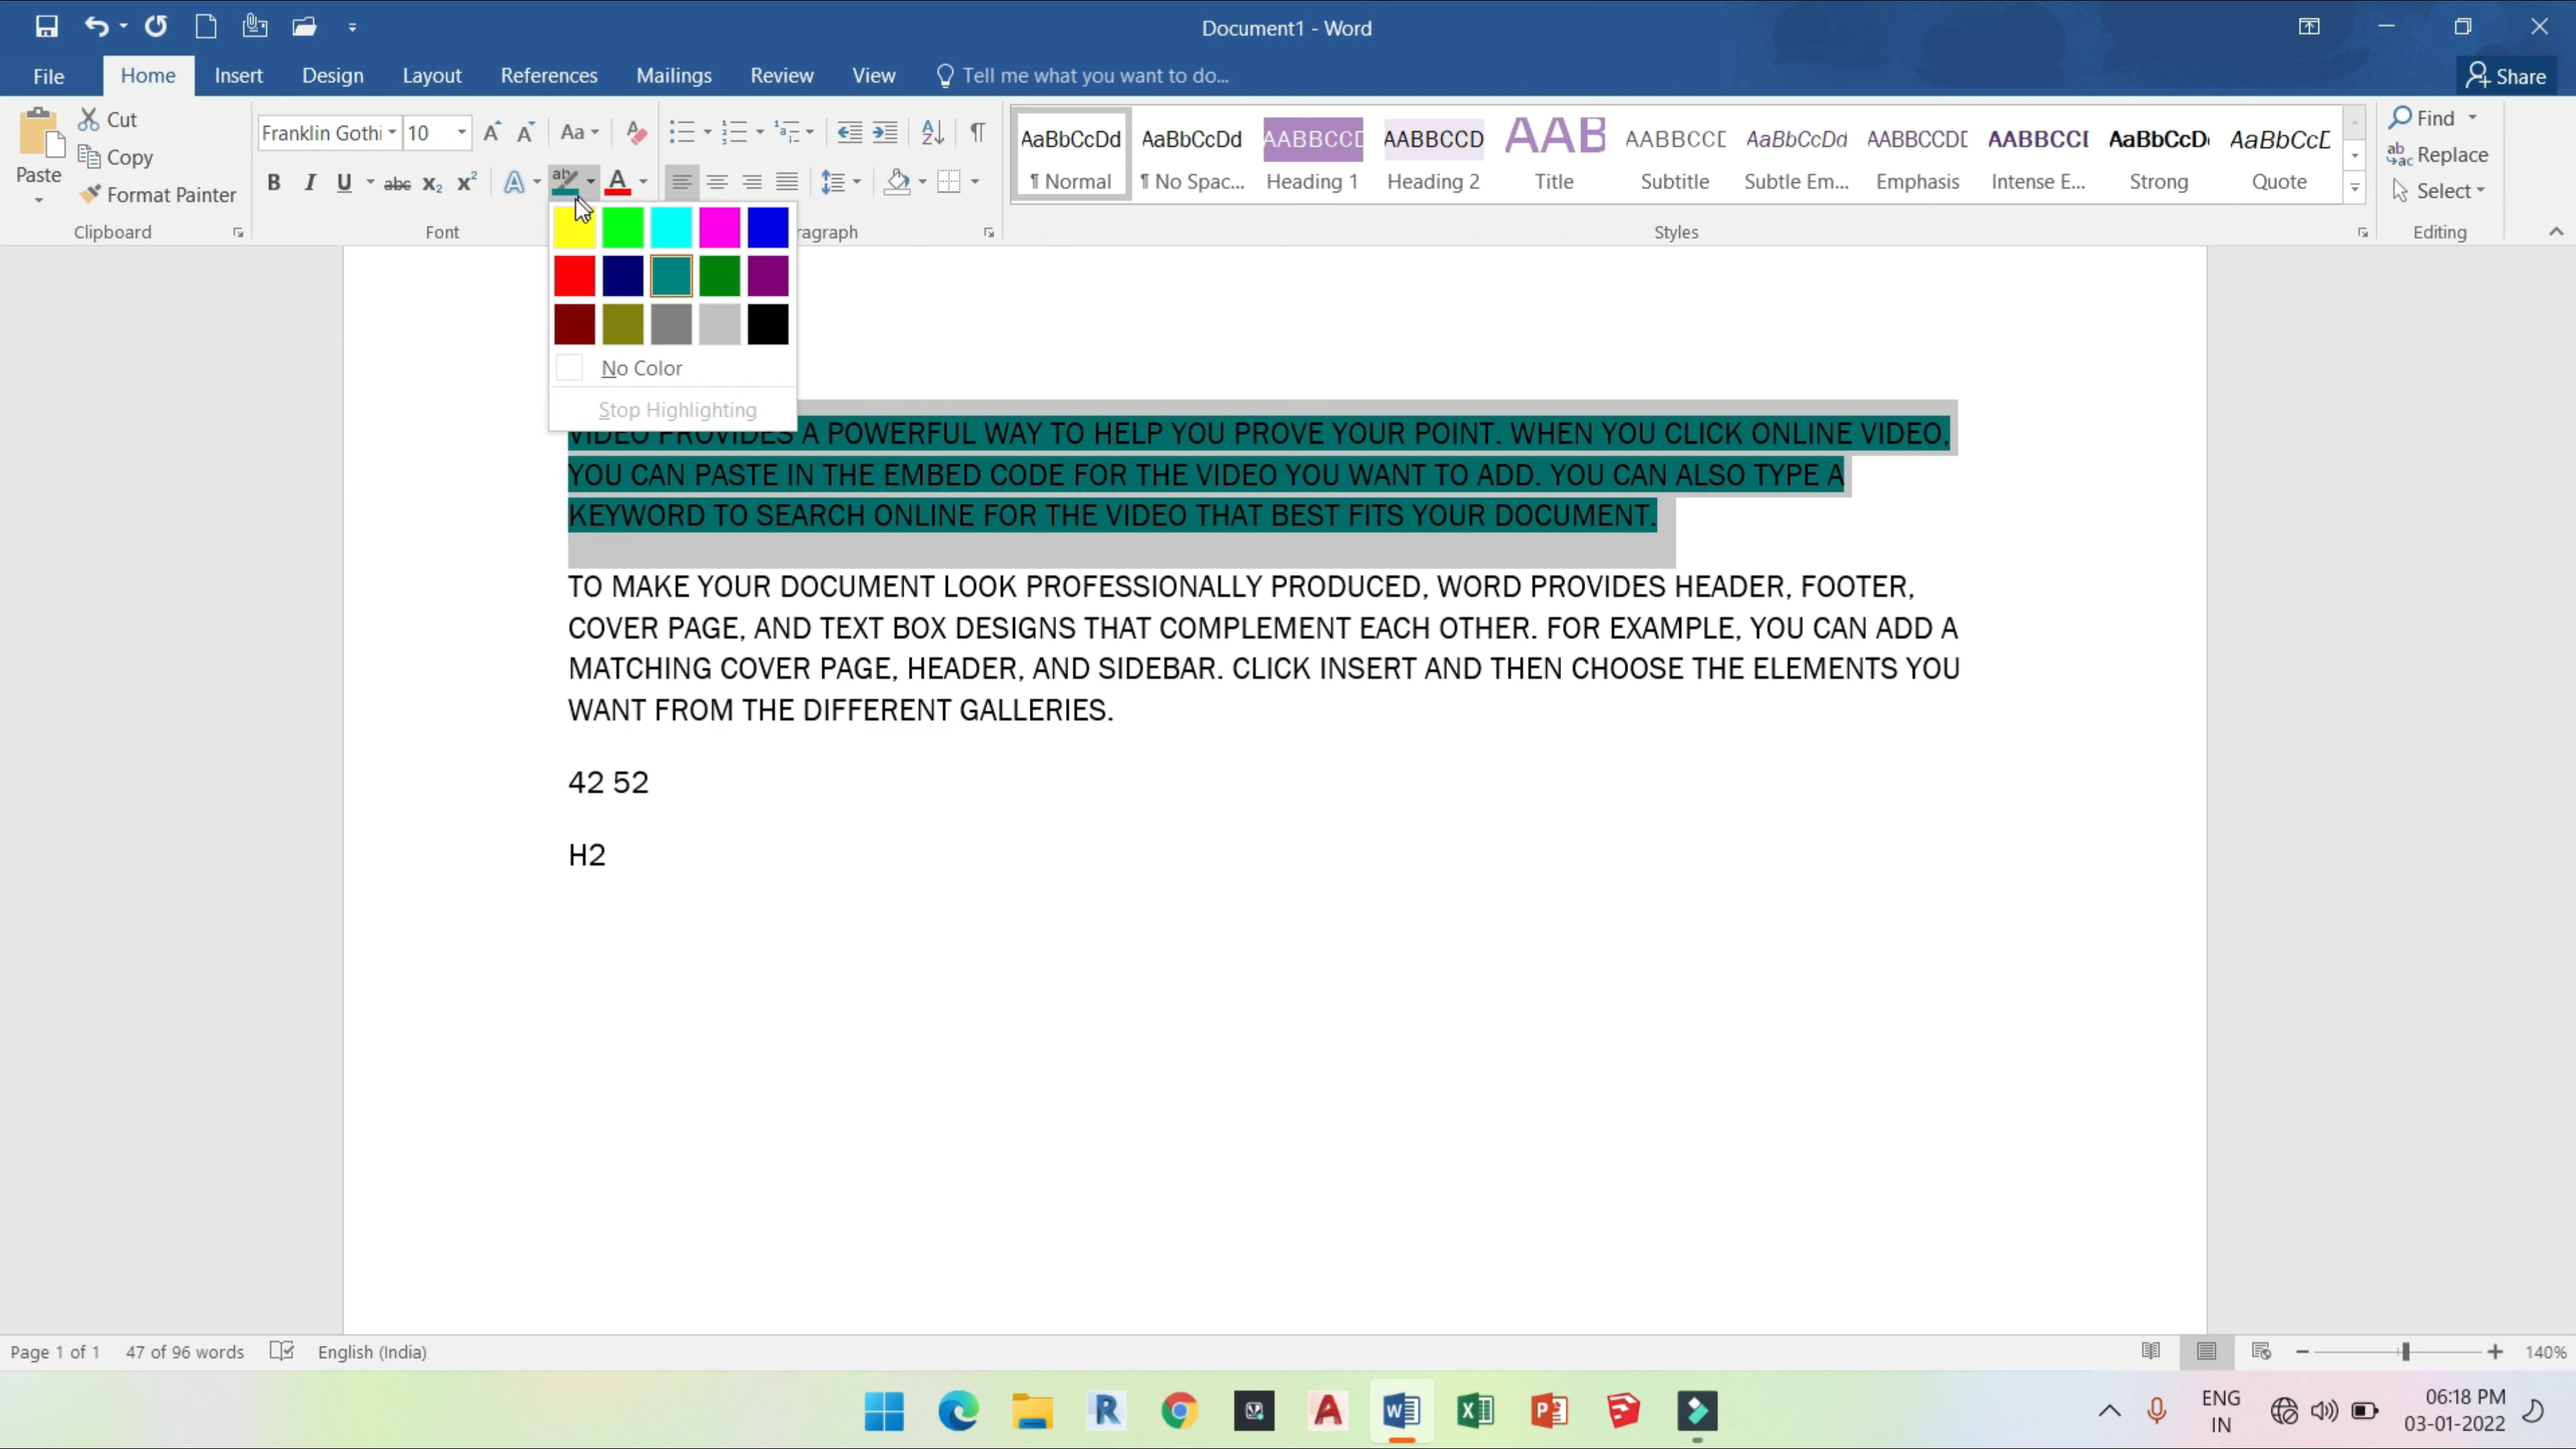 Document1 - Word
File Home Insert Design Layout References Mailings Review View Tell me what you want to do... Share
Paste
Cut
Copy
Format Painter
Clipboard
Franklin Gothi 10
Font
Aa
B I U abc X2 X2
A ab A
ragraph
AaBbCcDd ¶ Normal
AaBbCcDd ¶ No Spac...
AABBCCD Heading 1
AABBCCD Heading 2
AAB Title
AABBCCD Subtitle
AaBbCcDd Subtle Em...
AABBCCDD Emphasis
AABBCCD Intense E...
AaBbCcD Strong
AaBbCcD Quote
Styles
Find
Replace
Select
Editing
No Color
Stop Highlighting
VIDEO PROVIDES A POWERFUL WAY TO HELP YOU PROVE YOUR POINT. WHEN YOU CLICK ONLINE VIDEO,
YOU CAN PASTE IN THE EMBED CODE FOR THE VIDEO YOU WANT TO ADD. YOU CAN ALSO TYPE A
KEYWORD TO SEARCH ONLINE FOR THE VIDEO THAT BEST FITS YOUR DOCUMENT.
TO MAKE YOUR DOCUMENT LOOK PROFESSIONALLY PRODUCED, WORD PROVIDES HEADER, FOOTER,
COVER PAGE, AND TEXT BOX DESIGNS THAT COMPLEMENT EACH OTHER. FOR EXAMPLE, YOU CAN ADD A
MATCHING COVER PAGE, HEADER, AND SIDEBAR. CLICK INSERT AND THEN CHOOSE THE ELEMENTS YOU
WANT FROM THE DIFFERENT GALLERIES.
42 52
H2
Page 1 of 1 47 of 96 words English (India) 140%
ENG
IN
06:18 PM
03-01-2022